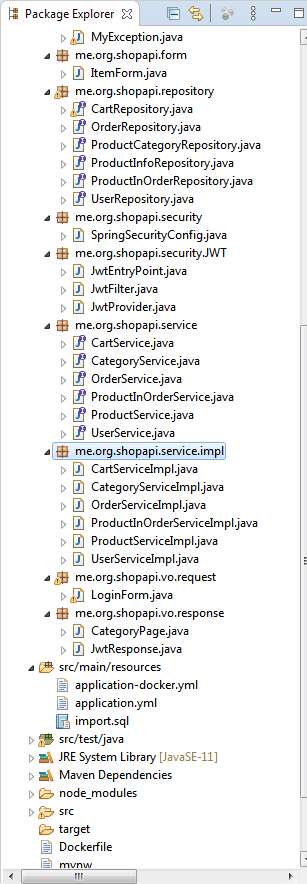 Package Explorer
MyException.java
me.org.shopapi.form
ItemForm.java
me.org.shopapi.repository
CartRepository.java
OrderRepository.java
ProductCategoryRepository.java
ProductInfoRepository.java
ProductInOrderRepository.java
UserRepository.java
me.org.shopapi.security
SpringSecurityConfig.java
me.org.shopapi.security.JWT
JwtEntryPoint.java
JwtFilter.java
JwtProvider.java
me.org.shopapi.service
CartService.java
CategoryService.java
OrderService.java
ProductInOrderService.java
ProductService.java
UserService.java
me.org.shopapi.service.impl
CartServiceImpl.java
CategoryServiceImpl.java
OrderServiceImpl.java
ProductInOrderServiceImpl.java
ProductServiceImpl.java
UserServiceImpl.java
me.org.shopapi.vo.request
LoginForm.java
me.org.shopapi.vo.response
CategoryPage.java
JwtResponse.java
src/main/resources
application-docker.yml
application.yml
import.sql
src/test/java
JRE System Library [JavaSE-11]
Maven Dependencies
node_modules
src
target
Dockerfile